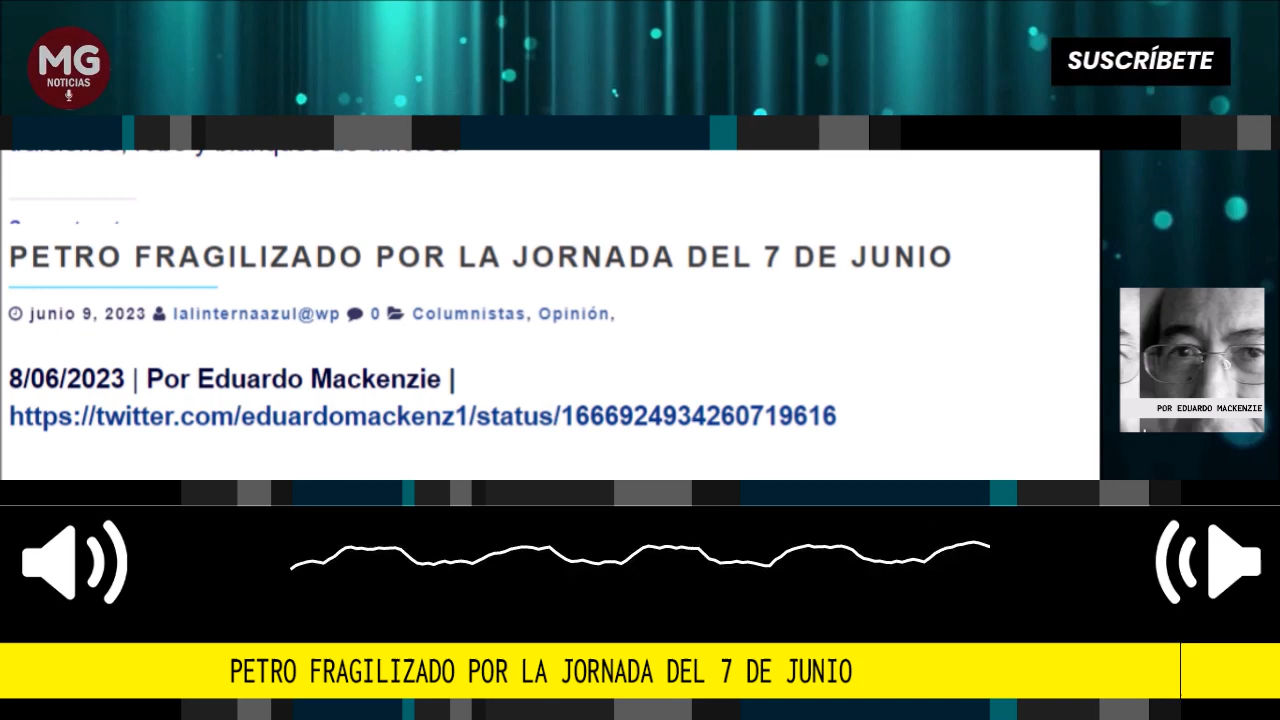 MG
NOTICIAS
SUSCRÍBETE
PETRO FRAGILIZADO POR LA JORNADA DEL 7 DE JUNIO
junio 9, 2023 lalinternaazul@wp 0 Columnistas, Opinión,
8/06/2023 | Por Eduardo Mackenzie |
https://twitter.com/eduardomackenz1/status/1666924934260719616
POR EDUARDO MACKENZIE
PETRO FRAGILIZADO POR LA JORNADA DEL 7 DE JUNIO